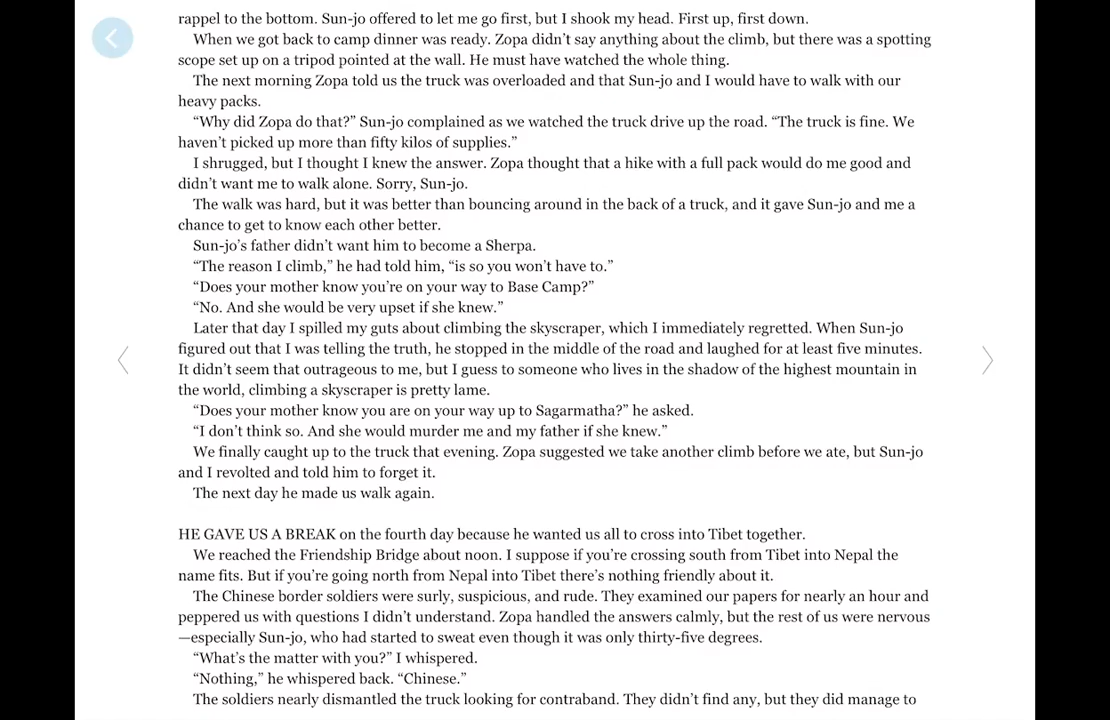 rappel to the bottom. Sun-jo offered to let me go first, but I shook my head. First up, first down.
When we got back to camp dinner was ready. Zopa didn’t say anything about the climb, but there was a spotting
scope set up on a tripod pointed at the wall. He must have watched the whole thing.
The next morning Zopa told us the truck was overloaded and that Sun-jo and I would have to walk with our
heavy packs.
“Why did Zopa do that?” Sun-jo complained as we watched the truck drive up the road. “The truck is fine. We
haven’t picked up more than fifty kilos of supplies.”
I shrugged, but I thought I knew the answer. Zopa thought that a hike with a full pack would do me good and
didn’t want me to walk alone. Sorry, Sun-jo.
The walk was hard, but it was better than bouncing around in the back of a truck, and it gave Sun-jo and me a
chance to get to know each other better.
Sun-jo’s father didn’t want him to become a Sherpa.
“The reason I climb,” he had told him, “is so you won’t have to.”
“Does your mother know you’re on your way to Base Camp?”
“No. And she would be very upset if she knew.”
Later that day I spilled my guts about climbing the skyscraper, which I immediately regretted. When Sun-jo
figured out that I was telling the truth, he stopped in the middle of the road and laughed for at least five minutes.
It didn’t seem that outrageous to me, but I guess to someone who lives in the shadow of the highest mountain in
the world, climbing a skyscraper is pretty lame.
“Does your mother know you are on your way up to Sagarmatha?” he asked.
“I don’t think so. And she would murder me and my father if she knew.”
We finally caught up to the truck that evening. Zopa suggested we take another climb before we ate, but Sun-jo
and I revolted and told him to forget it.
The next day he made us walk again.
HE GAVE US A BREAK on the fourth day because he wanted us all to cross into Tibet together.
We reached the Friendship Bridge about noon. I suppose if you’re crossing south from Tibet into Nepal the
name fits. But if you’re going north from Nepal into Tibet there’s nothing friendly about it.
The Chinese border soldiers were surly, suspicious, and rude. They examined our papers for nearly an hour and
peppered us with questions I didn’t understand. Zopa handled the answers calmly, but the rest of us were nervous
—especially Sun-jo, who had started to sweat even though it was only thirty-five degrees.
“What’s the matter with you?” I whispered.
“Nothing,” he whispered back. “Chinese.”
The soldiers nearly dismantled the truck looking for contraband. They didn’t find any, but they did manage to